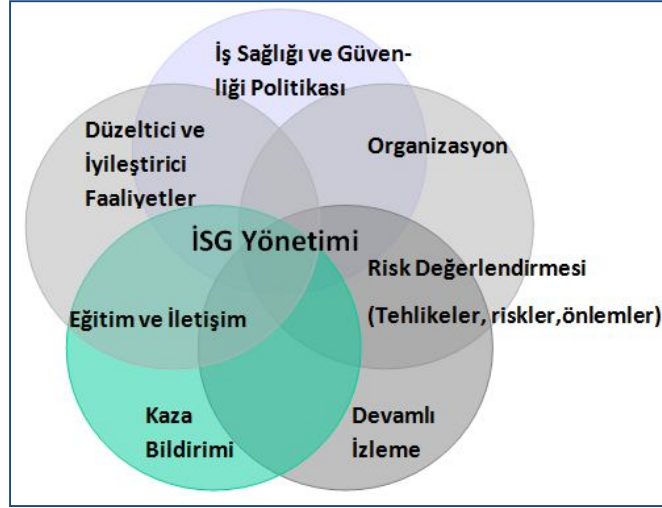 İş Sağlığı ve Güven-
liği Politikası
Düzeltici ve
İyileştirici
Faaliyetler
Organizasyon
İSG Yönetimi
Risk Değerlendirmesi
(Tehlikeler, riskler,önlemler)
Eğitim ve İletişim
Kaza
Bildirimi
Devamlı
İzleme